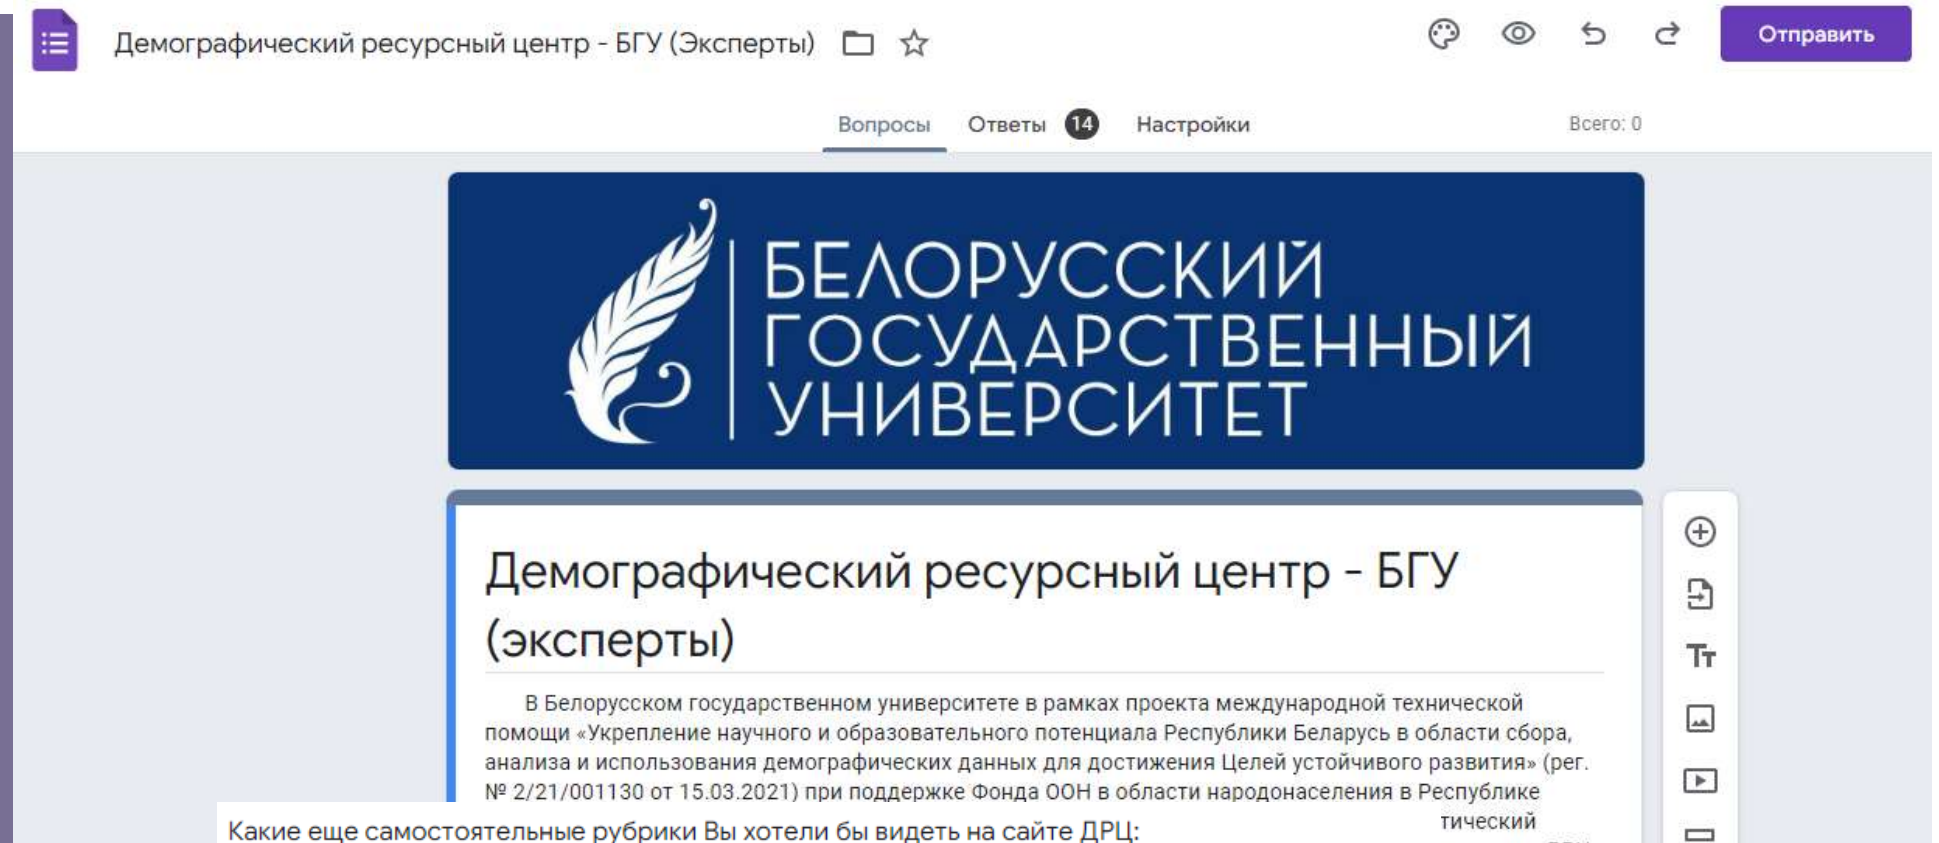 Демографический ресурсный центр - БГУ (Эксперты)
Отправить
Вопросы Ответы 14 Настройки Всего: 0
БЕЛОРУССКИЙ
ГОСУДАРСТВЕННЫЙ
УНИВЕРСИТЕТ
Демографический ресурсный центр - БГУ
(эксперты)
В Белорусском государственном университете в рамках проекта международной технической
помощи «Укрепление научного и образовательного потенциала Республики Беларусь в области сбора,
анализа и использования демографических данных для достижения Целей устойчивого развития» (рег.
№ 2/21/001130 от 15.03.2021) при поддержке Фонда ООН в области народонаселения в Республике
тический
Какие еще самостоятельные рубрики Вы хотели бы видеть на сайте ДРЦ: